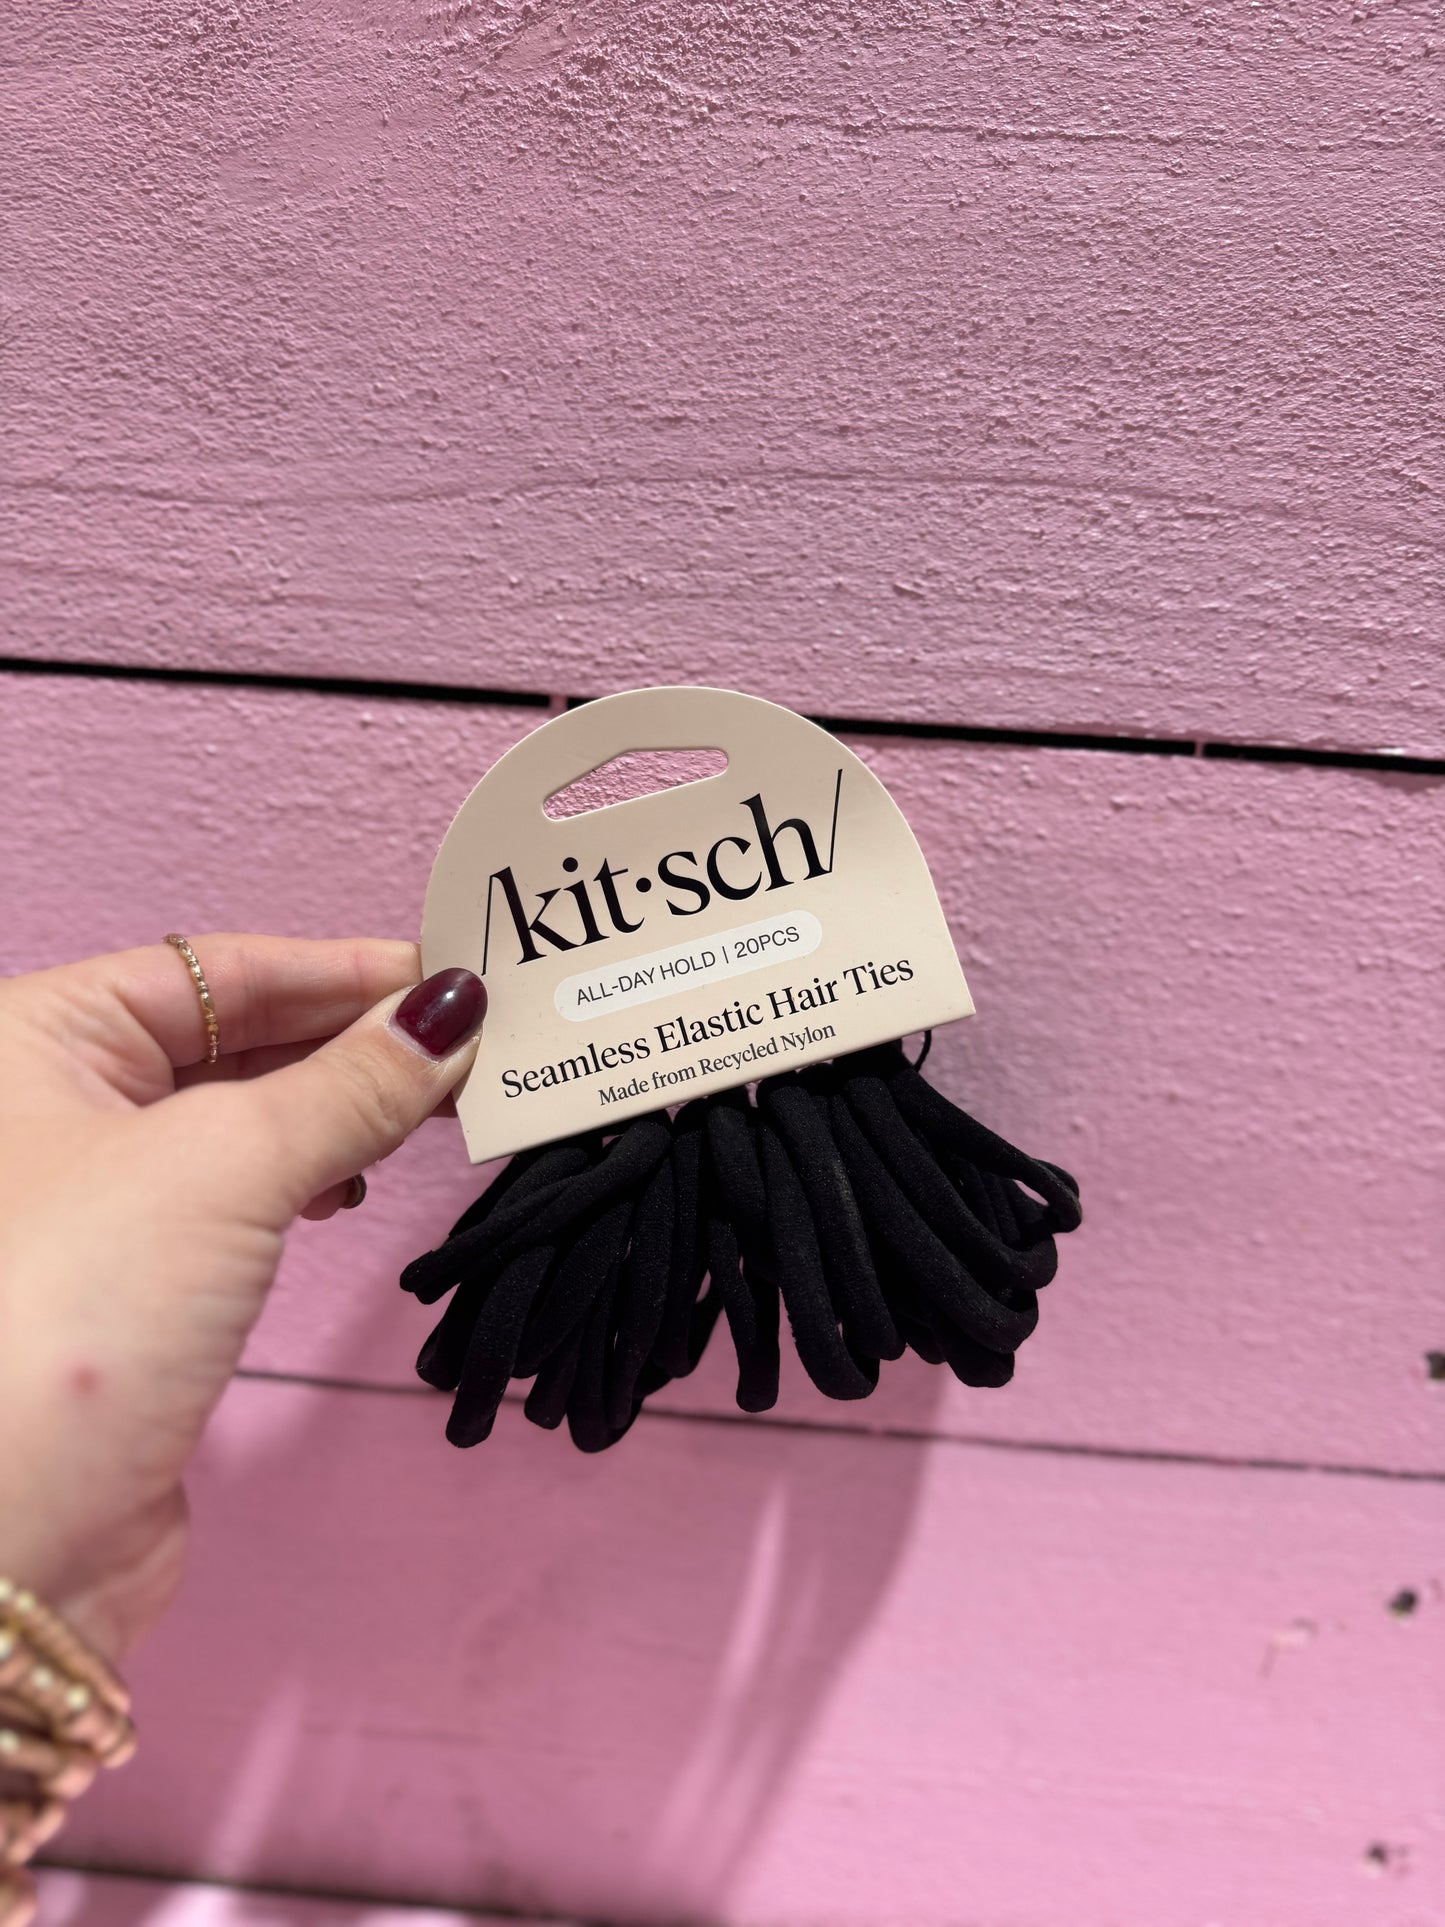 /kit·sch/
ALL-DAY HOLD | 20PCS
Seamless Elastic Hair Ties
Made from Recycled Nylon